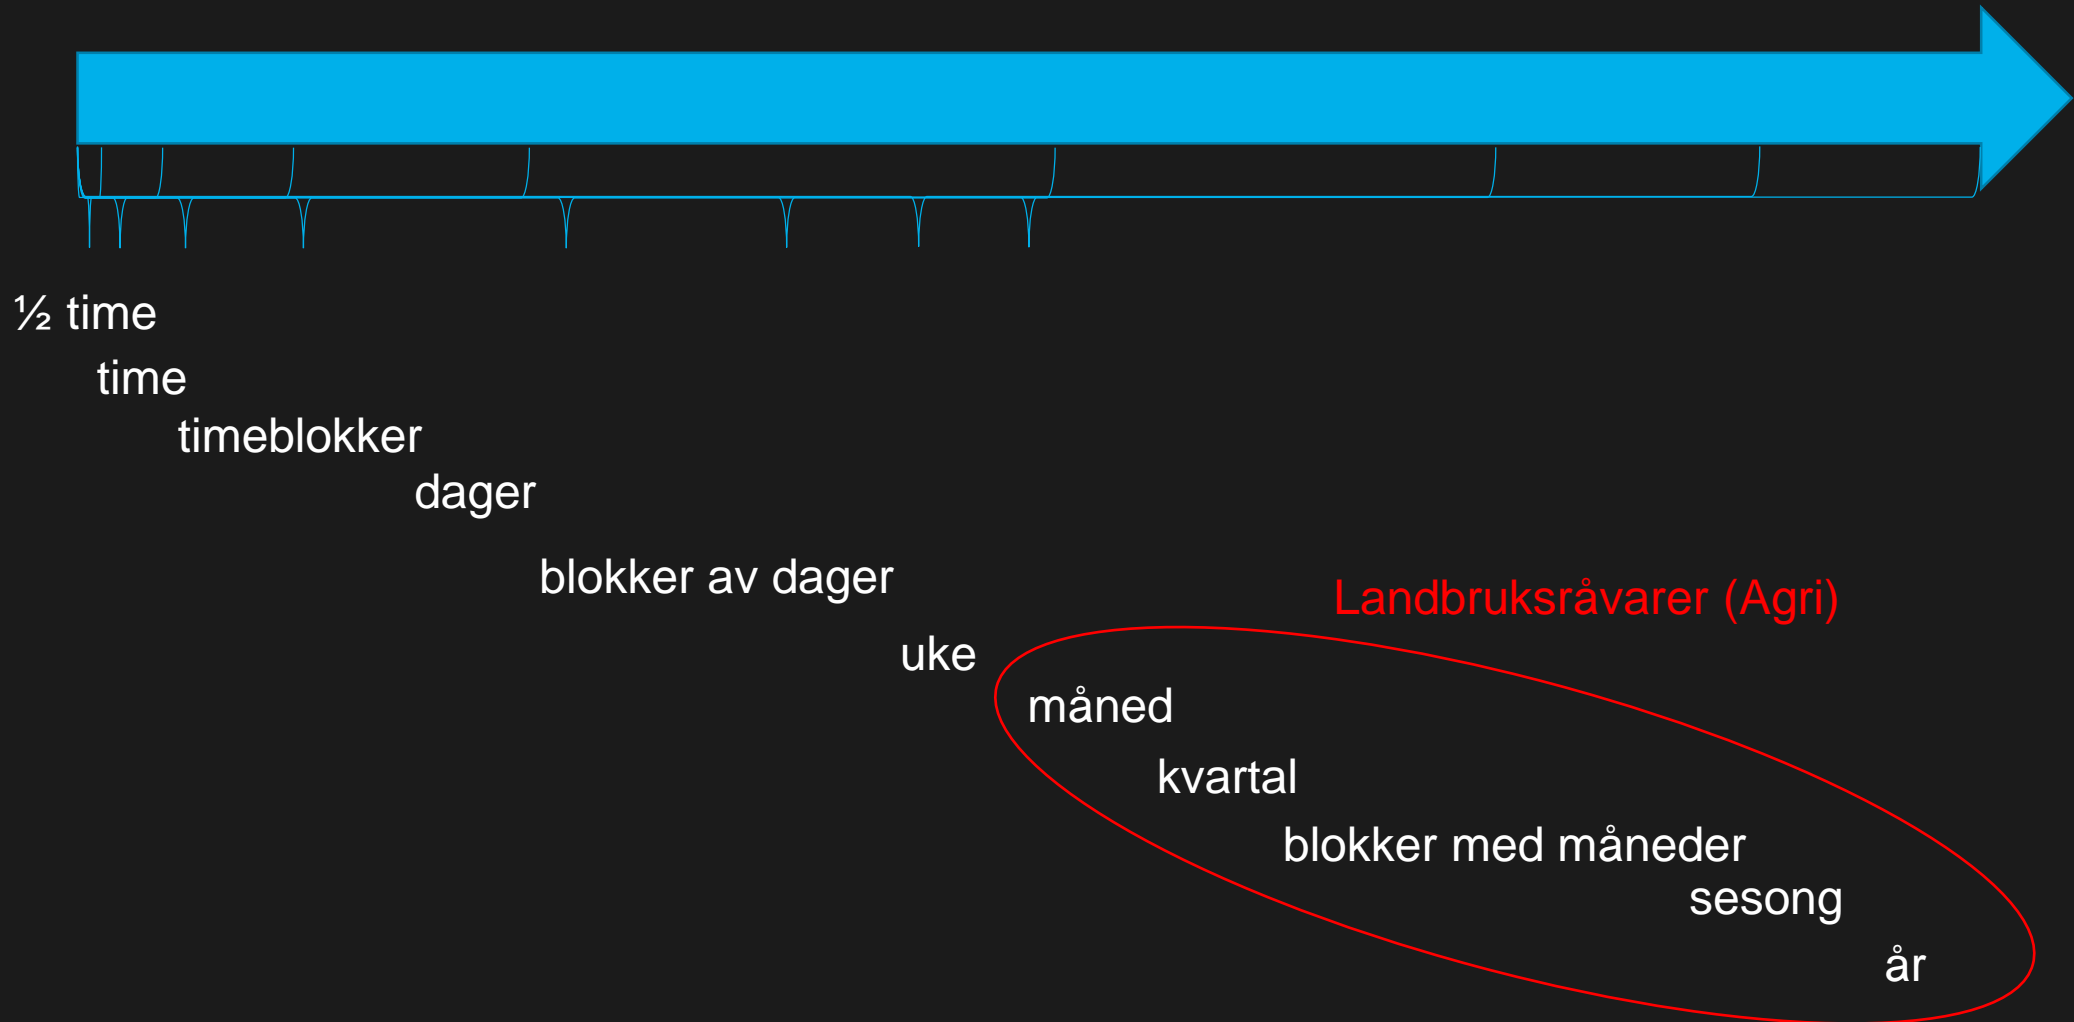 ½ time
time
timeblokker
dager
blokker av dager
Landbruksråvarer (Agri)
uke
måned
kvartal
blokker med måneder
sesong
år